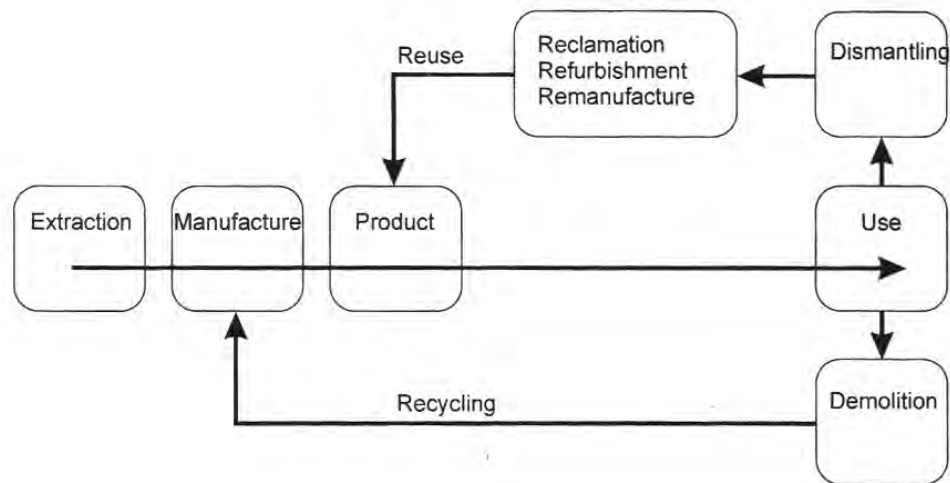 Reuse
Reclamation
Refurbishment
Remanufacture
Dismantling
Extraction
Manufacture
Product
Use
Recycling
Demolition